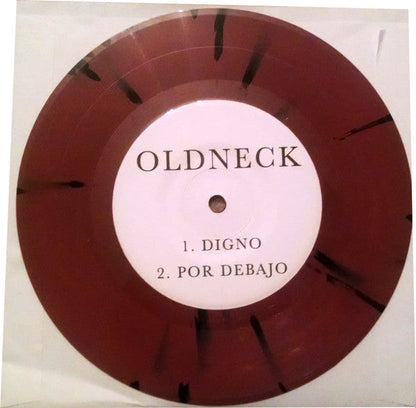 OLDNECK
1. DIGNO
2. POR DEBAJO